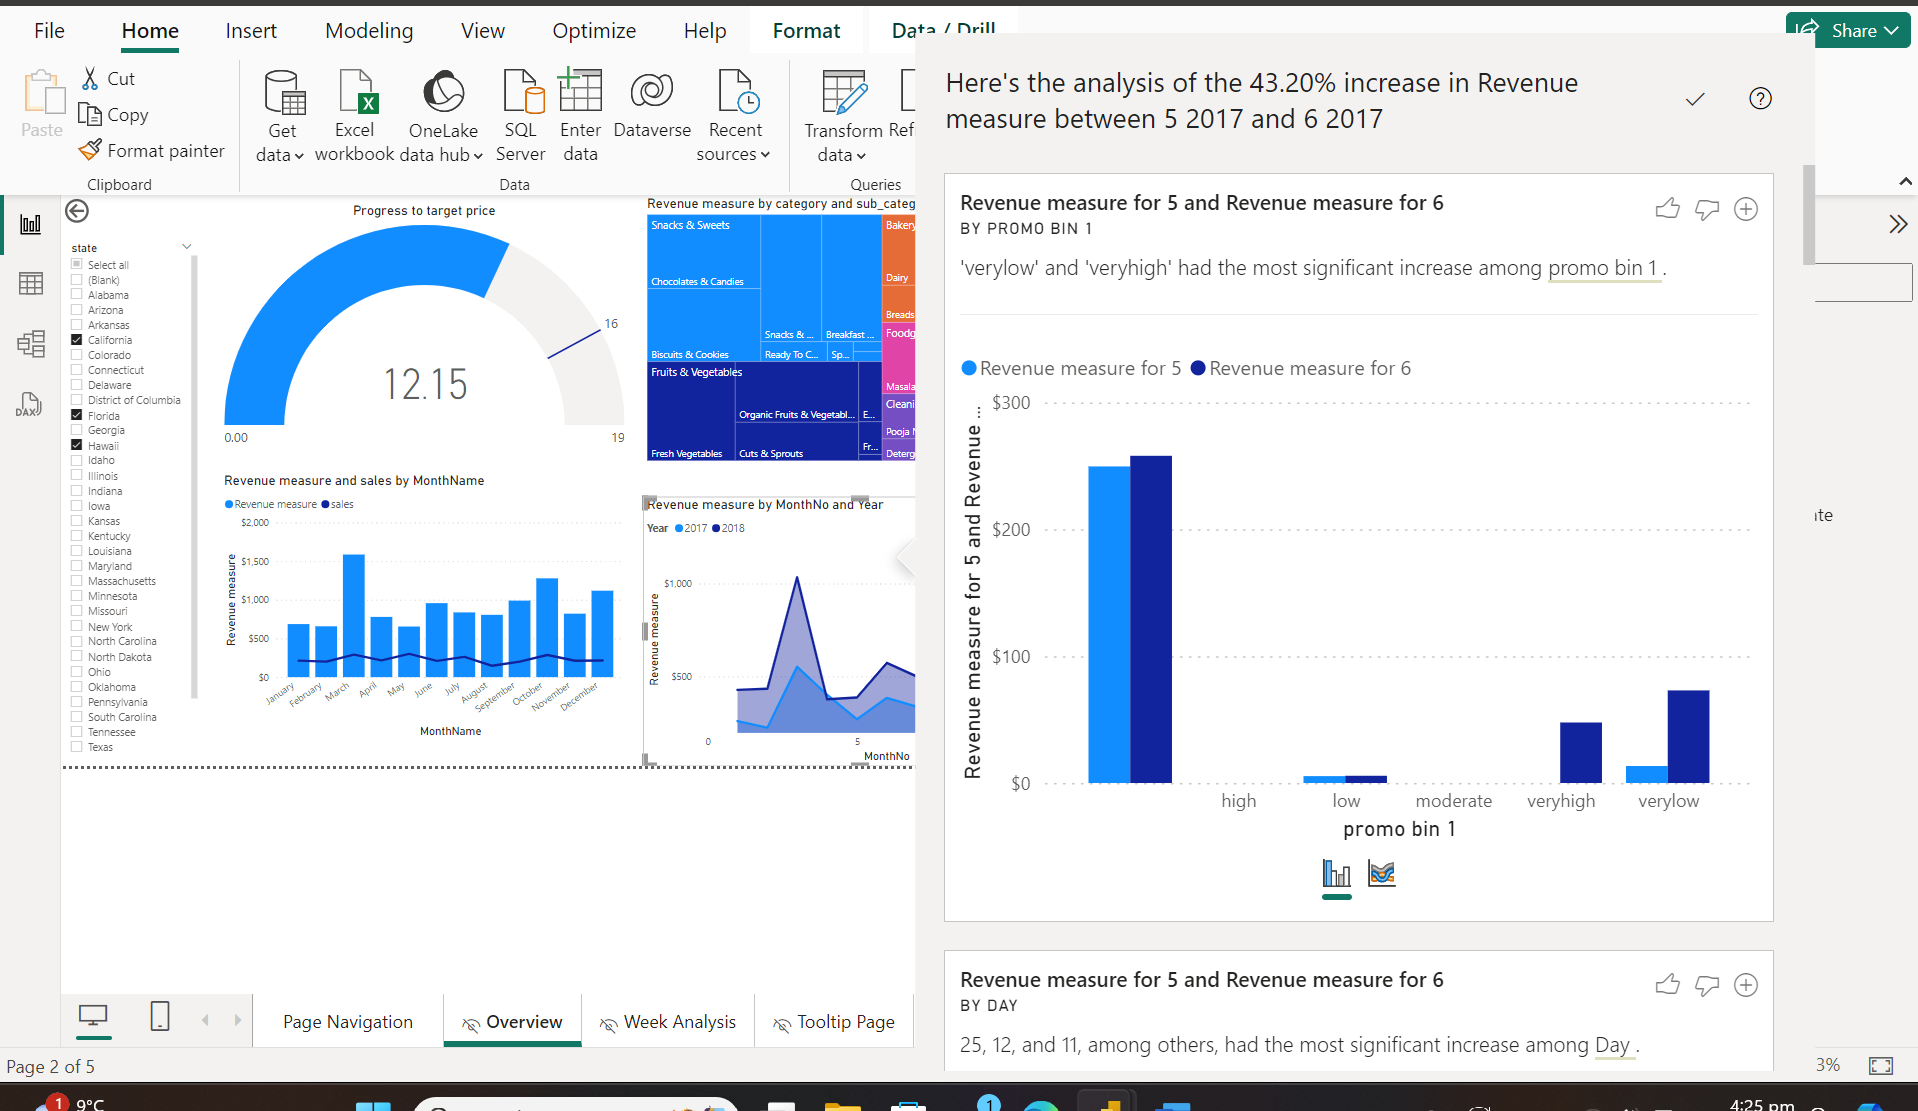 File Home Insert Modeling View Optimize Help Format Data / Drill Share
Paste
Cut
Copy
Format painter
Clipboard
Get data
Excel workbook
OneLake data hub
SQL Server
Enter data
Dataverse
Recent sources
Data
Transform data
Ref
Queries
state
Select all
(Blank)
Alabama
Arizona
Arkansas
California
Colorado
Connecticut
Delaware
District of Columbia
Florida
Georgia
Hawaii
Idaho
Illinois
Indiana
Iowa
Kansas
Kentucky
Louisiana
Maryland
Massachusetts
Minnesota
Missouri
New York
North Carolina
North Dakota
Ohio
Oklahoma
Pennsylvania
South Carolina
Tennessee
Texas
DAX
Progress to target price
16
12.15
0.00
19
Revenue measure by category and sub_categ
Snacks & Sweets
Chocolates & Candies
Biscuits & Cookies
Snacks & ...
Breakfast ...
Ready To C...
Sp...
Bakery
Dairy
Breads
Foodg
Masala
Fruits & Vegetables
Organic Fruits & Vegetabl...
E...
Fresh Vegetables
Cuts & Sprouts
Fr...
Cleani
Pooja
Deterg
Revenue measure and sales by MonthName
Revenue measure sales
Revenue measure
$2,000
$1,500
$1,000
$500
$0
January
February
March
April
May
June
July
August
September
October
November
December
MonthName
Revenue measure by MonthNo and Year
Year 2017 2018
Revenue measure
$1,000
$500
0
5
MonthNo
Here's the analysis of the 43.20% increase in Revenue
measure between 5 2017 and 6 2017
Revenue measure for 5 and Revenue measure for 6
BY PROMO BIN 1
'verylow' and 'veryhigh' had the most significant increase among promo bin 1 .
Revenue measure for 5 Revenue measure for 6
Revenue measure for 5 and Revenue ...
$300
$200
$100
$0
high
low
moderate
veryhigh
verylow
promo bin 1
Revenue measure for 5 and Revenue measure for 6
BY DAY
25, 12, and 11, among others, had the most significant increase among Day .
Page Navigation
Overview
Week Analysis
Tooltip Page
Page 2 of 5
3%
1
9°C
1
4:25 pm